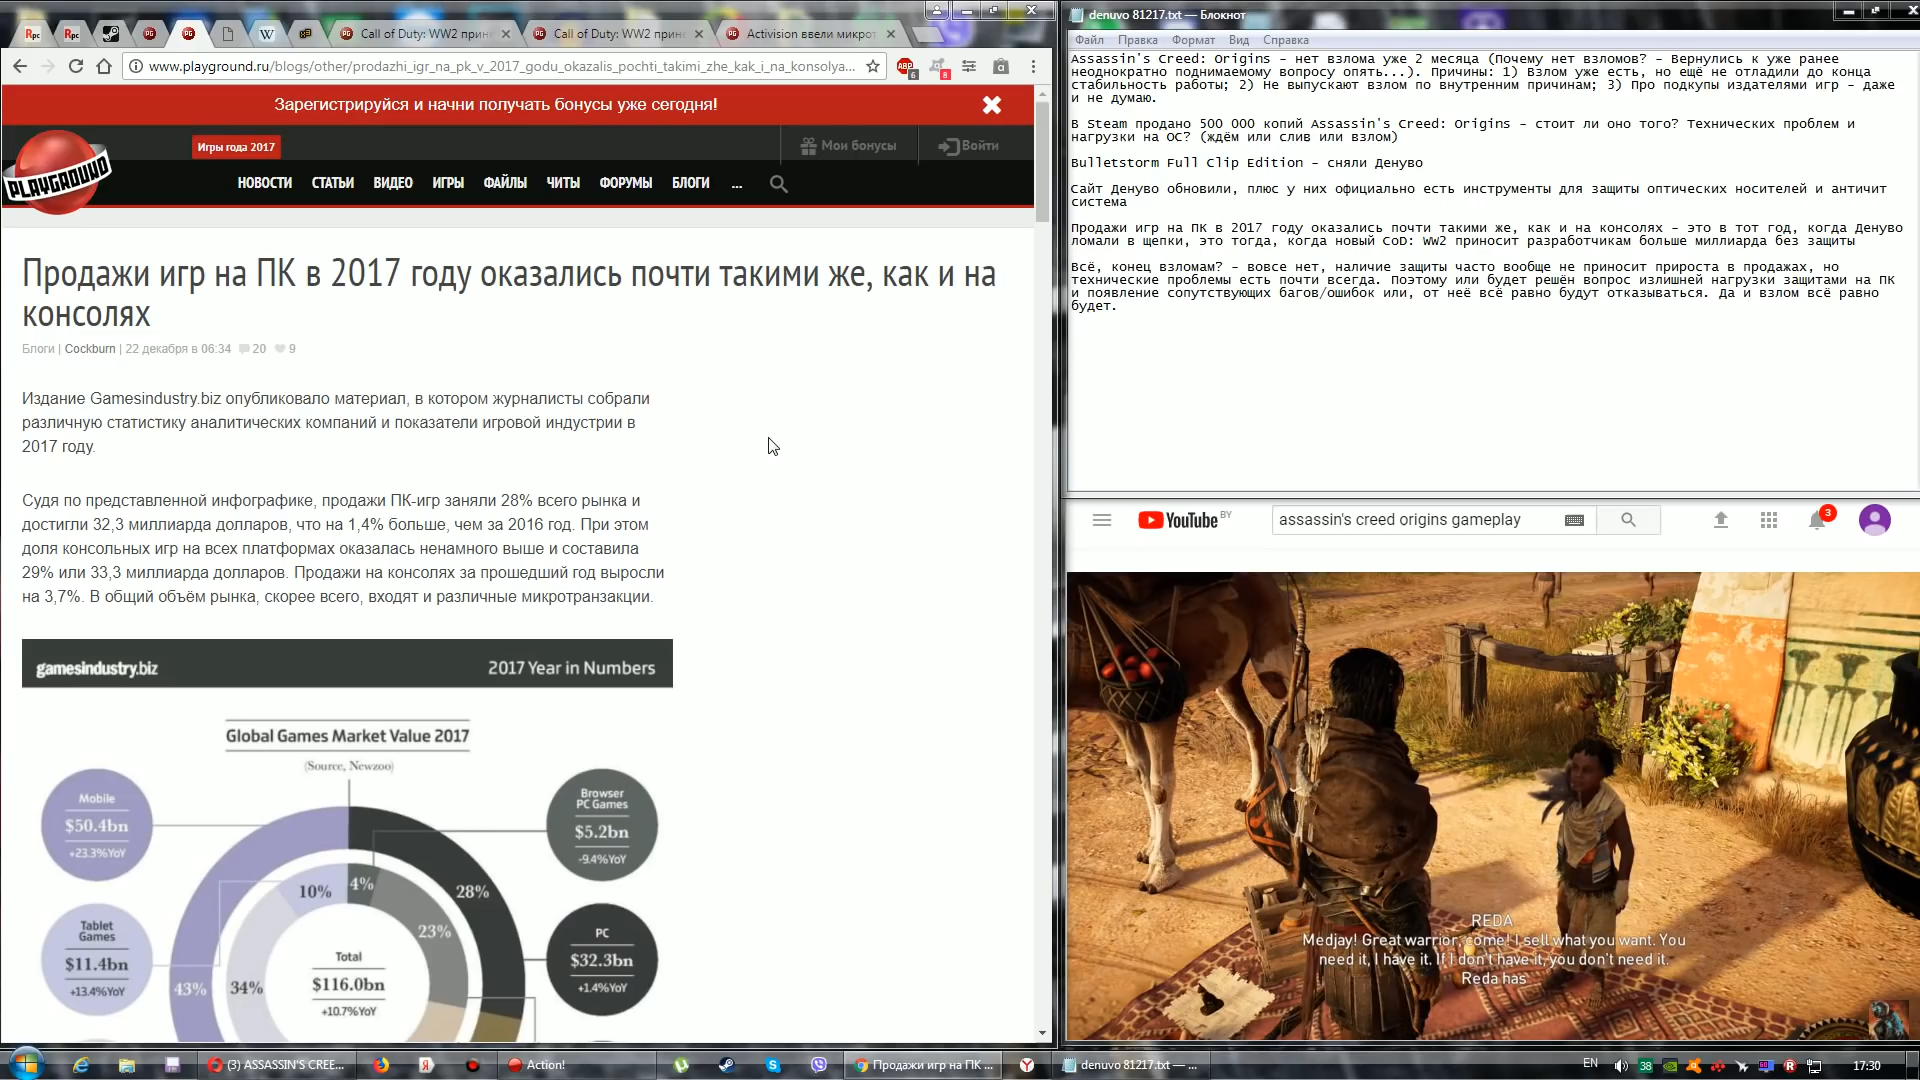 Call of Duty: WW2 прин
Call of Duty: WW2 прин
Activision ввели микрот
www.playground.ru/blogs/other/prodazhi_igr_na_pk_v_2017_godu_okazalis_pochti_takimi_zhe_kak_i_na_konsolya...
Зарегистрируйся и начни получать бонусы уже сегодня!
PLAYGROUND
Игры года 2017
Мои бонусы
Войти
НОВОСТИ СТАТЬИ ВИДЕО ИГРЫ ФАЙЛЫ ЧИТЫ ФОРУМЫ БЛОГИ ...
Продажи игр на ПК в 2017 году оказались почти такими же, как и на
консолях
Блоги | Cockburn | 22 декабря в 06:34 20 9
Издание Gamesindustry.biz опубликовало материал, в котором журналисты собрали
различную статистику аналитических компаний и показатели игровой индустрии в
2017 году.
Судя по представленной инфографике, продажи ПК-игр заняли 28% всего рынка и
достигли 32,3 миллиарда долларов, что на 1,4% больше, чем за 2016 год. При этом
доля консольных игр на всех платформах оказалась ненамного выше и составила
29% или 33,3 миллиарда долларов. Продажи на консолях за прошедший год выросли
на 3,7%. В общий объём рынка, скорее всего, входят и различные микротранзакции.
gamesindustry.biz
2017 Year in Numbers
Global Games Market Value 2017
(Source, Newzoo)
Mobile
$50.4bn
+23.3%YoY
Browser
PC Games
$5.2bn
-9.4%YoY
Tablet
Games
$11.4bn
+13.4%YoY
PC
$32.3bn
+1.4%YoY
10%
4%
28%
23%
43%
34%
Total
$116.0bn
+10.7%YoY
denuvo 81217.txt — Блокнот
Файл Правка Формат Вид Справка
Assassin's Creed: Origins - нет взлома уже 2 месяца (Почему нет взломов? - Вернулись к уже ранее
неоднократно поднимаемому вопросу опять...). Причины: 1) Взлом уже есть, но ещё не отладили до конца
стабильность работы; 2) Не выпускают взлом по внутренним причинам; 3) Про подкупы издателями игр - даже
и не думаю.
В Steam продано 500 000 копий Assassin's Creed: Origins - стоит ли оно того? Технических проблем и
нагрузки на ОС? (ждём или слив или взлом)
Bulletstorm Full Clip Edition - сняли Денуво
Сайт Денуво обновили, плюс у них официально есть инструменты для защиты оптических носителей и античит
система
Продажи игр на ПК в 2017 году оказались почти такими же, как и на консолях - это в тот год, когда Денуво
ломали в щепки, это тогда, когда новый CoD: WW2 приносит разработчикам больше миллиарда без защиты
Всё, конец взломам? - вовсе нет, наличие защиты часто вообще не приносит прироста в продажах, но
технические проблемы есть почти всегда. Поэтому или будет решён вопрос излишней нагрузки защитами на ПК
и появление сопутствующих багов/ошибок или, от неё всё равно будут отказываться. Да и взлом всё равно
будет.
YouTube BY
assassin's creed origins gameplay
3
REDA
Medjay! Great warrior, come! I sell what you want. You
need it, I have it. If I don't have it, you don't need it.
Reda has
(3) ASSASSIN'S CREE...
Action!
Продажи игр на ПК ...
denuvo 81217.txt — ...
EN
38
17:30